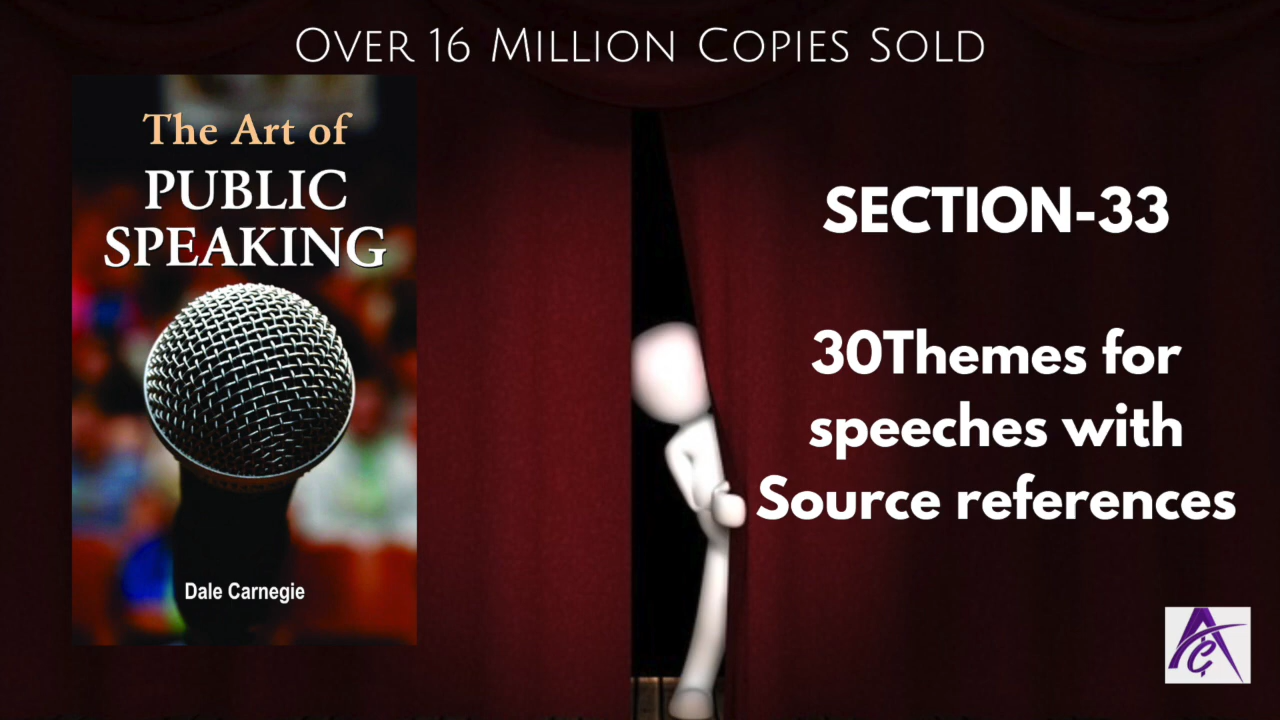 OVER 16 MILLION COPIES SOLD
The Art of
PUBLIC
SPEAKING
Dale Carnegie
SECTION-33
30Themes for
speeches with
Source references